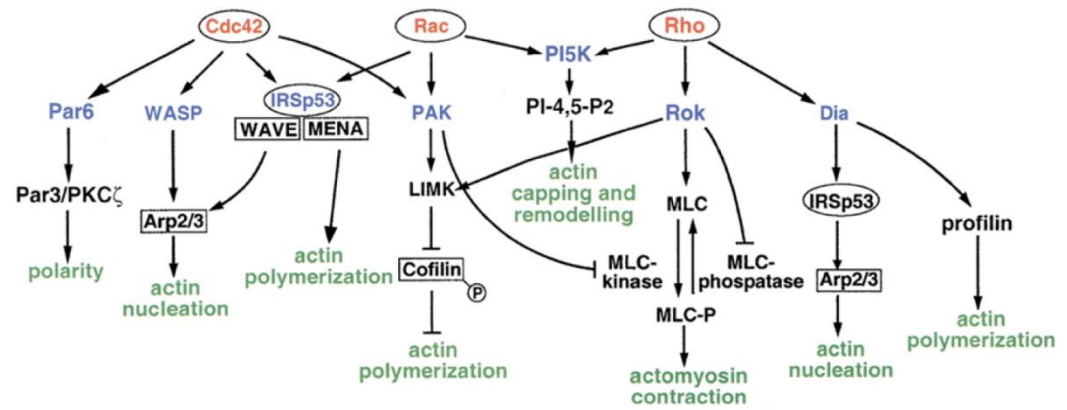 Cdc42
Rac
Rho
PI5K
Par6
WASP
IRSp53
WAVE
MENA
PAK
PI-4,5-P2
Rok
Dia
Par3/PKCζ
Arp2/3
LIMK
actin
capping and
remodelling
MLC
IRSp53
profilin
polarity
actin
nucleation
actin
polymerization
Cofilin
P
MLC-
kinase
MLC-
phospatase
Arp2/3
MLC-P
actin
polymerization
actomyosin
contraction
actin
nucleation
actin
polymerization